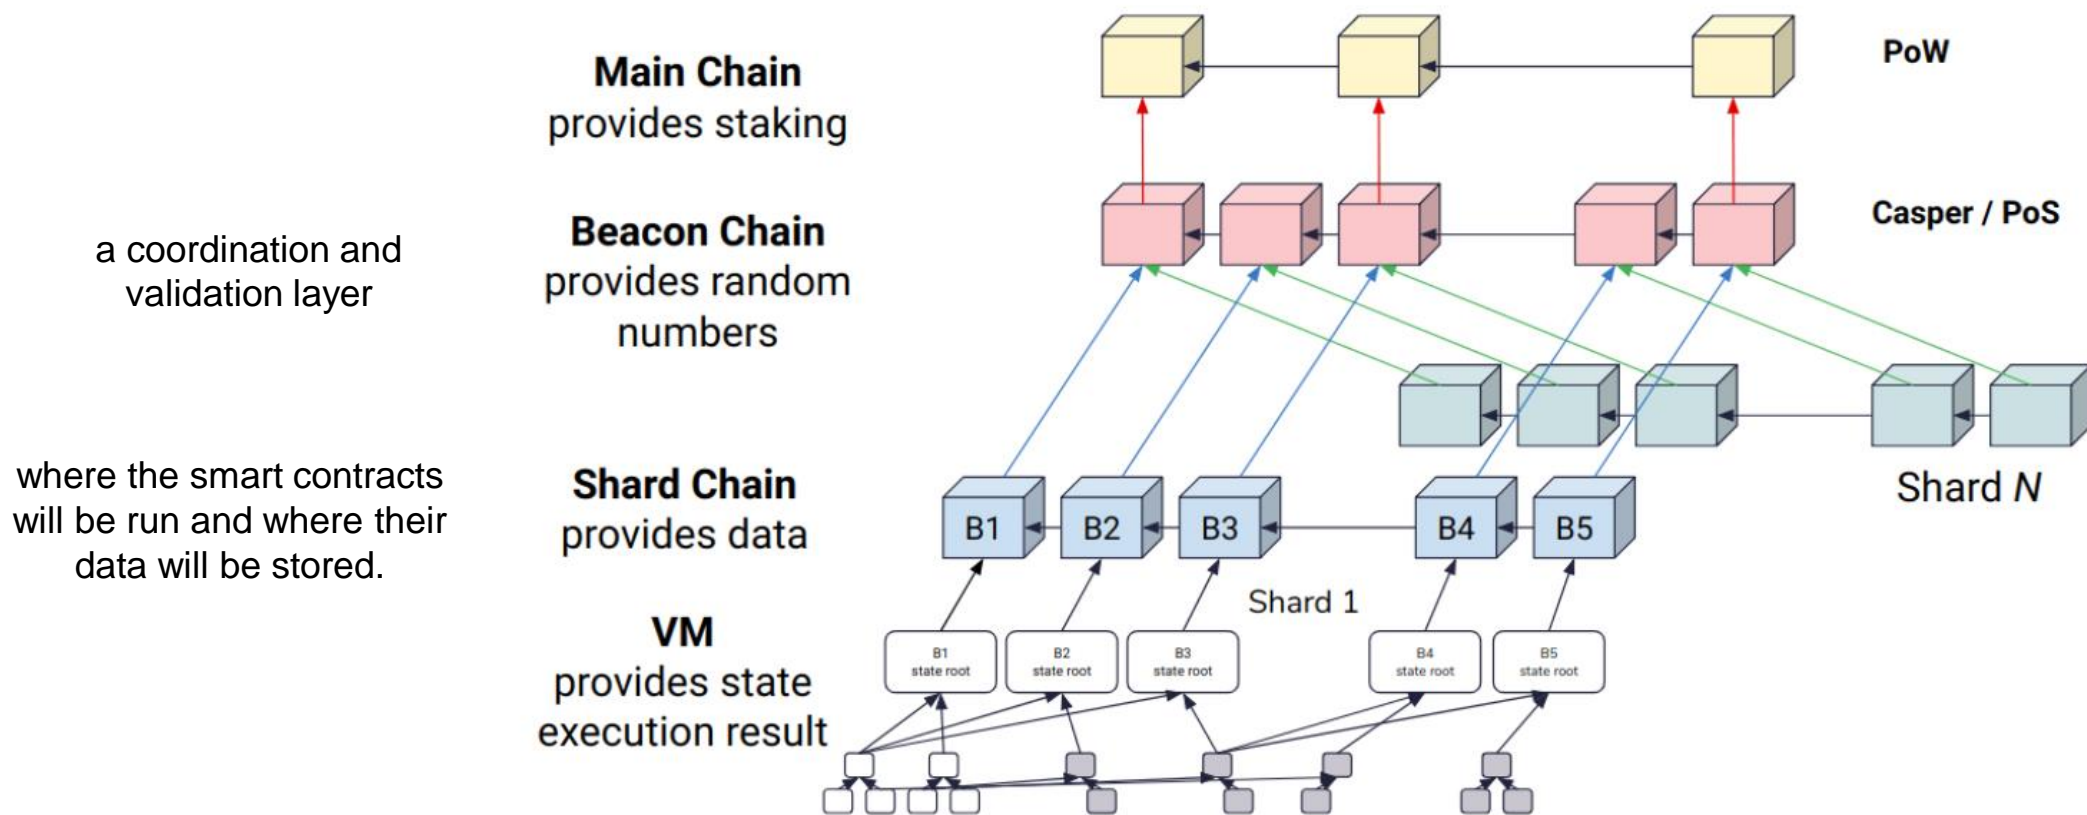 Main Chain
provides staking
PoW
a coordination and
validation layer
Beacon Chain
provides random
numbers
Casper / PoS
where the smart contracts
will be run and where their
data will be stored.
Shard Chain
provides data
B1
B2
B3
B4
B5
Shard N
Shard 1
VM
provides state
execution result
B1
state root
B2
state root
B3
state root
B4
state root
B5
state root